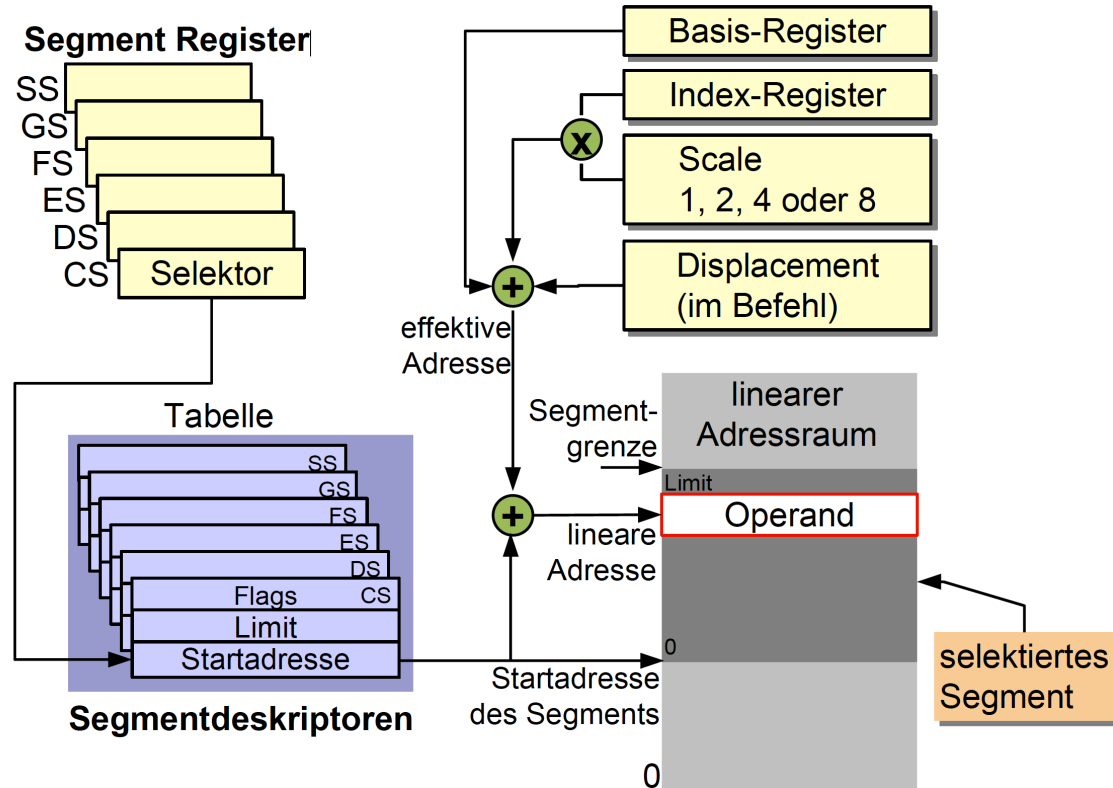 Segment Register
SS
GS
FS
ES
DS
CS
Selektor
Basis-Register
Index-Register
x
Scale
1, 2, 4 oder 8
+
Displacement
(im Befehl)
effektive
Adresse
Tabelle
SS
GS
FS
ES
DS
Flags CS
Limit
Startadresse
Segmentdeskriptoren
+
lineare
Adresse
Startadresse
des Segments
Segment-
grenze
linearer
Adressraum
Limit
Operand
0
0
selektiertes
Segment